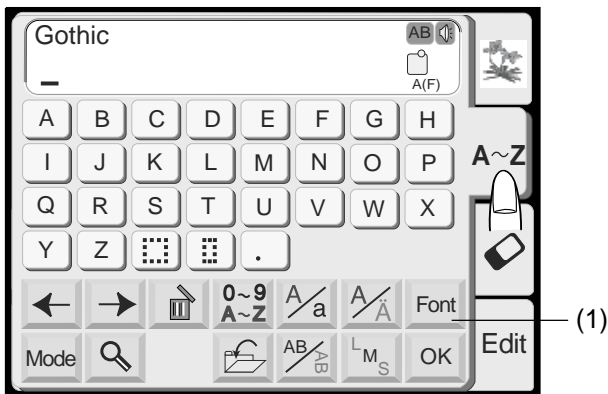 Gothic AB
_ A(F)
A B C D E F G H
I J K L M N O P A~Z
Q R S T U V W X
Y Z .
0~9 A~Z A/a A/Ä Font (1)
Mode AB/AB L M S OK Edit